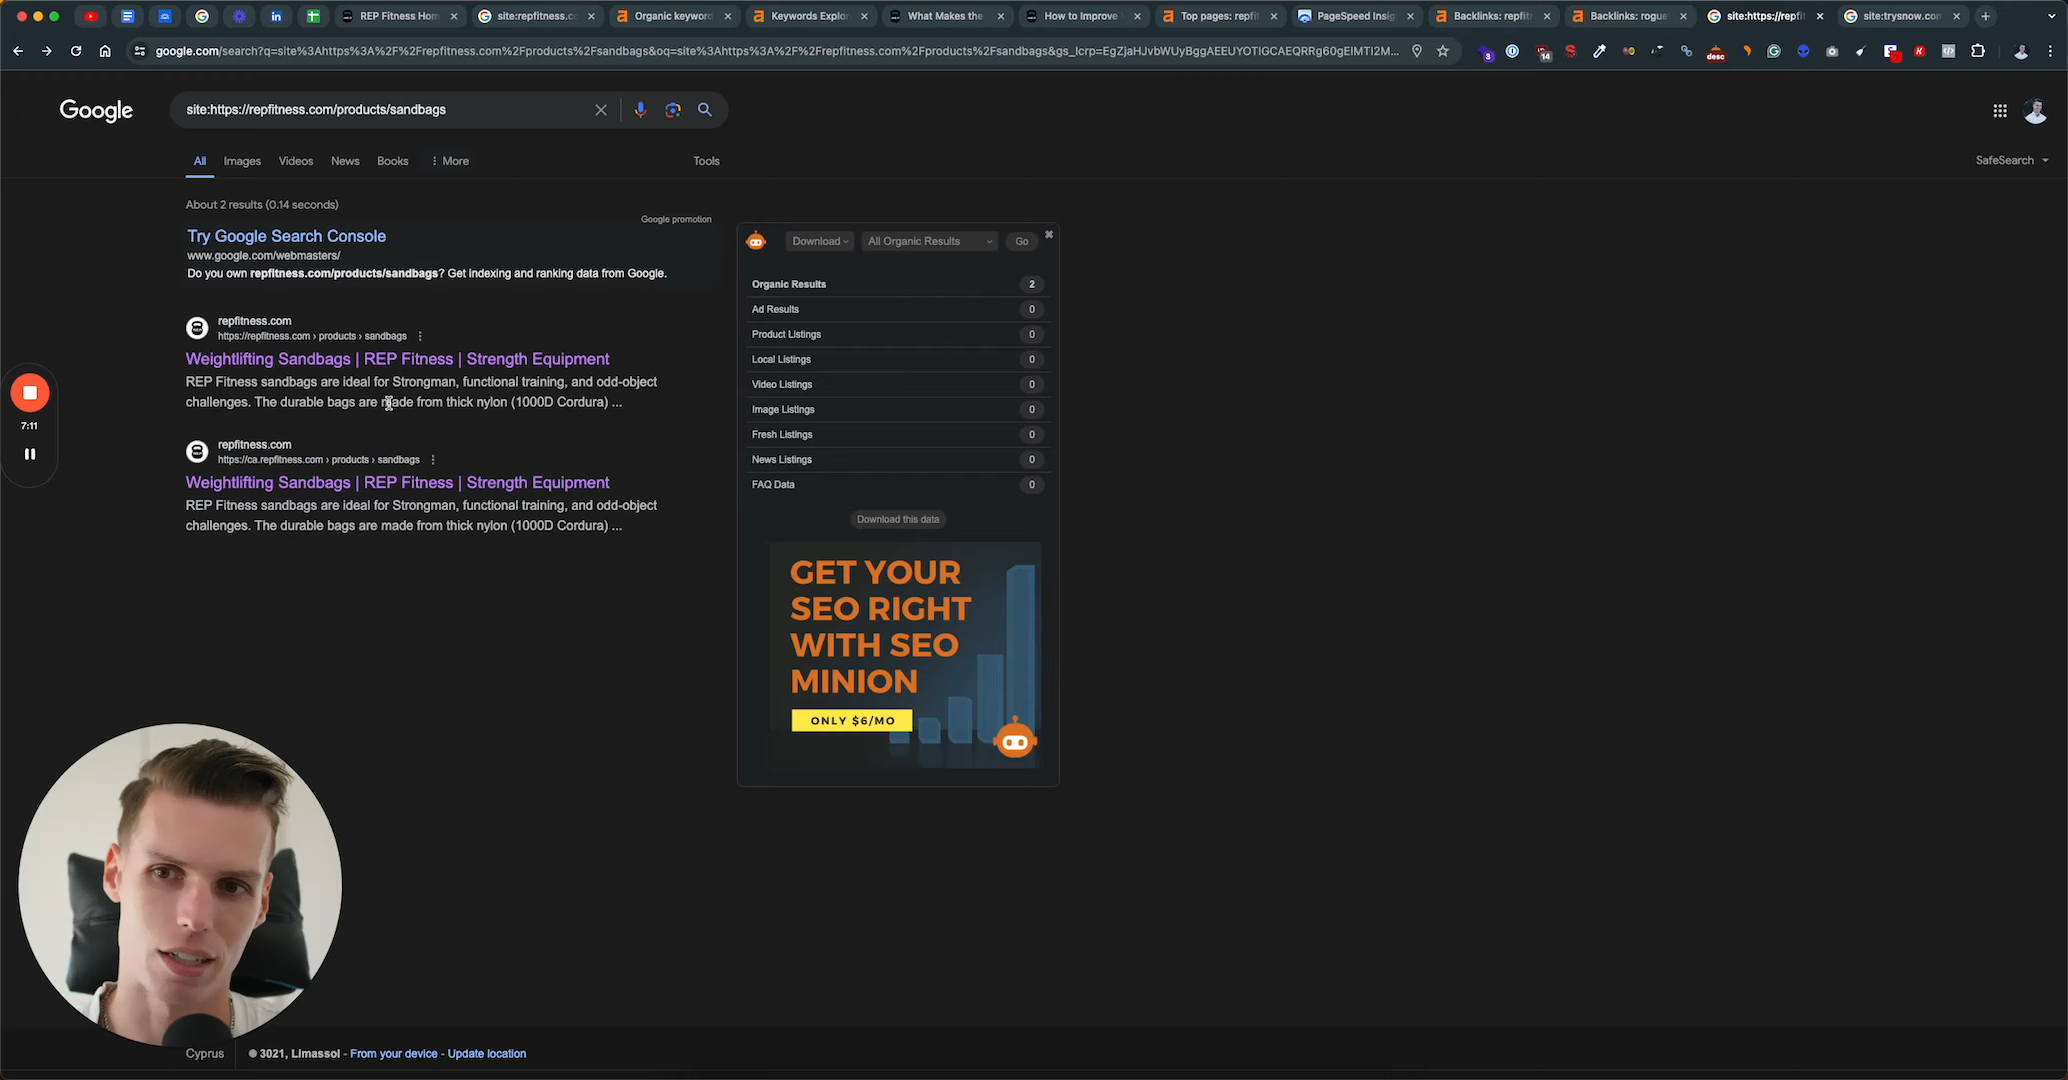 REP Fitness Hom
site:repfitness.co
Organic keyword
Keywords Explor
What Makes the
How to Improve
Top pages: repfi
PageSpeed Insig
Backlinks: repfit
Backlinks: rogue
site:https://repfi
site:trysnow.com
google.com/search?q=site%3Ahttps%3A%2F%2Frepfitness.com%2Fproducts%2Fsandbags&oq=site%3Ahttps%3A%2F%2Frepfitness.com%2Fproducts%2Fsandbags&gs_lcrp=EgZjaHJvbWUyBggAEEUYOTIGCAEQRRg60gEIMTI2M...
3
14
desc
Google
site:https://repfitness.com/products/sandbags
All
Images
Videos
News
Books
More
Tools
SafeSearch
About 2 results (0.14 seconds)
Google promotion
Try Google Search Console
www.google.com/webmasters/
Do you own repfitness.com/products/sandbags? Get indexing and ranking data from Google.
repfitness.com
https://repfitness.com › products › sandbags
Weightlifting Sandbags | REP Fitness | Strength Equipment
REP Fitness sandbags are ideal for Strongman, functional training, and odd-object
challenges. The durable bags are made from thick nylon (1000D Cordura) ...
repfitness.com
https://ca.repfitness.com › products › sandbags
Weightlifting Sandbags | REP Fitness | Strength Equipment
REP Fitness sandbags are ideal for Strongman, functional training, and odd-object
challenges. The durable bags are made from thick nylon (1000D Cordura) ...
Download
All Organic Results
Go
Organic Results 2
Ad Results 0
Product Listings 0
Local Listings 0
Video Listings 0
Image Listings 0
Fresh Listings 0
News Listings 0
FAQ Data 0
Download this data
GET YOUR
SEO RIGHT
WITH SEO
MINION
ONLY $6/MO
7:11
Cyprus
3021, Limassol - From your device - Update location